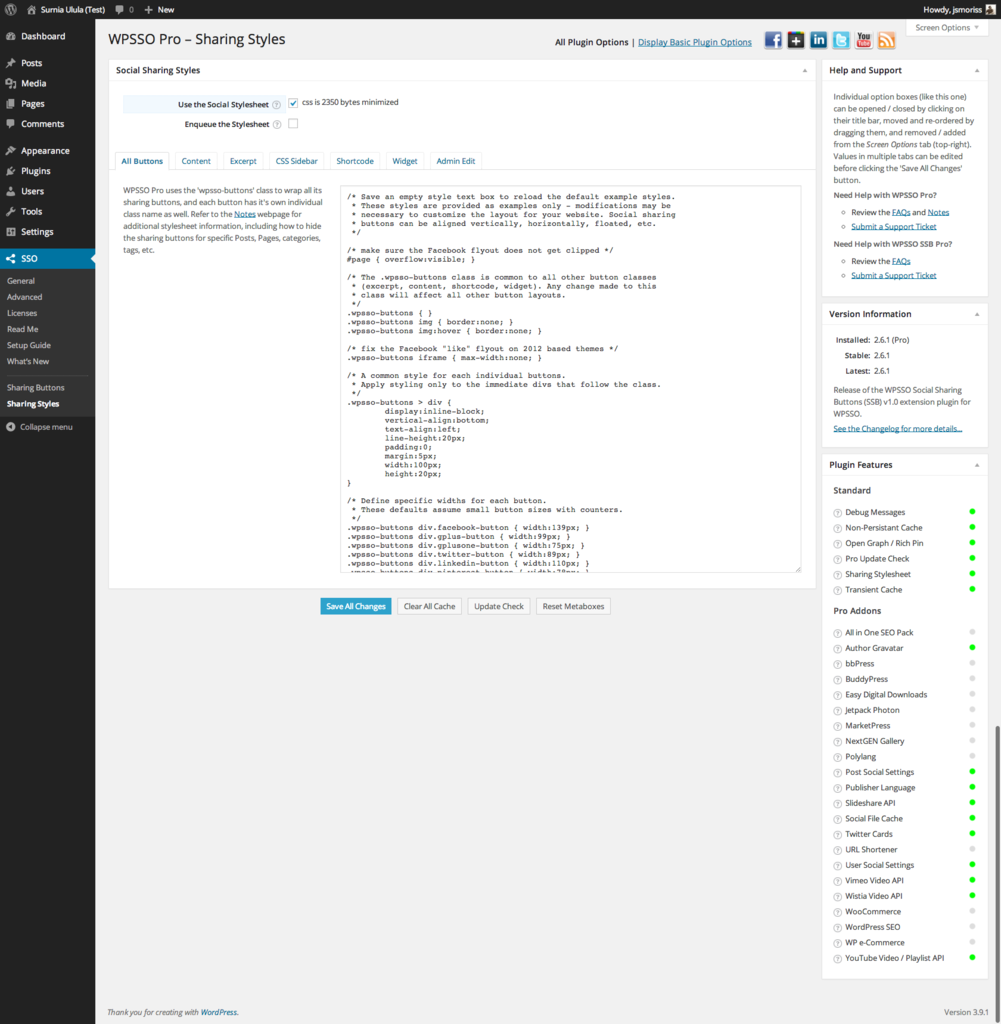 Surnia Ulula (Test) 0 New
Howdy, jsmoriss
Screen Options
Dashboard
Posts
Media
Pages
Comments
Appearance
Plugins
Users
Tools
Settings
SSO
General
Advanced
Licenses
Read Me
Setup Guide
What's New
Sharing Buttons
Sharing Styles
Collapse menu
WPSSO Pro – Sharing Styles
All Plugin Options | Display Basic Plugin Options
Social Sharing Styles
Use the Social Stylesheet css is 2350 bytes minimized
Enqueue the Stylesheet
All Buttons Content Excerpt CSS Sidebar Shortcode Widget Admin Edit
WPSSO Pro uses the 'wpsso-buttons' class to wrap all its
sharing buttons, and each button has it's own individual
class name as well. Refer to the Notes webpage for
additional stylesheet information, including how to hide
the sharing buttons for specific Posts, Pages, categories,
tags, etc.
/* Save an empty style text box to reload the default example styles.
 * These styles are provided as examples only - modifications may be
 * necessary to customize the layout for your website. Social sharing
 * buttons can be aligned vertically, horizontally, floated, etc.
 */
/* make sure the Facebook flyout does not get clipped */
#page { overflow:visible; }
/* The .wpsso-buttons class is common to all other button classes
 * (excerpt, content, shortcode, widget). Any change made to this
 * class will affect all other button layouts.
 */
.wpsso-buttons { }
.wpsso-buttons img { border:none; }
.wpsso-buttons img:hover { border:none; }
/* fix the Facebook "like" flyout on 2012 based themes */
.wpsso-buttons iframe { max-width:none; }
/* A common style for each individual buttons.
 * Apply styling only to the immediate divs that follow the class.
 */
.wpsso-buttons > div {
display:inline-block;
vertical-align:bottom;
text-align:left;
line-height:20px;
padding:0;
margin:5px;
width:100px;
height:20px;
}
/* Define specific widths for each button.
 * These defaults assume small button sizes with counters.
 */
.wpsso-buttons div.facebook-button { width:139px; }
.wpsso-buttons div.gplus-button { width:99px; }
.wpsso-buttons div.gplusone-button { width:75px; }
.wpsso-buttons div.twitter-button { width:89px; }
.wpsso-buttons div.linkedin-button { width:110px; }
Save All Changes Clear All Cache Update Check Reset Metaboxes
Help and Support
Individual option boxes (like this one)
can be opened / closed by clicking on
their title bar, moved and re-ordered by
dragging them, and removed / added
from the Screen Options tab (top-right).
Values in multiple tabs can be edited
before clicking the 'Save All Changes'
button.
Need Help with WPSSO Pro?
Review the FAQs and Notes
Submit a Support Ticket
Need Help with WPSSO SSB Pro?
Review the FAQs
Submit a Support Ticket
Version Information
Installed: 2.6.1 (Pro)
Stable: 2.6.1
Latest: 2.6.1
Release of the WPSSO Social Sharing
Buttons (SSB) v1.0 extension plugin for
WPSSO.
See the Changelog for more details...
Plugin Features
Standard
Debug Messages
Non-Persistant Cache
Open Graph / Rich Pin
Pro Update Check
Sharing Stylesheet
Transient Cache
Pro Addons
All in One SEO Pack
Author Gravatar
bbPress
BuddyPress
Easy Digital Downloads
Jetpack Photon
MarketPress
NextGEN Gallery
Polylang
Post Social Settings
Publisher Language
Slideshare API
Social File Cache
Twitter Cards
URL Shortener
User Social Settings
Vimeo Video API
Wistia Video API
WooCommerce
WordPress SEO
WP e-Commerce
YouTube Video / Playlist API
Thank you for creating with WordPress.
Version 3.9.1